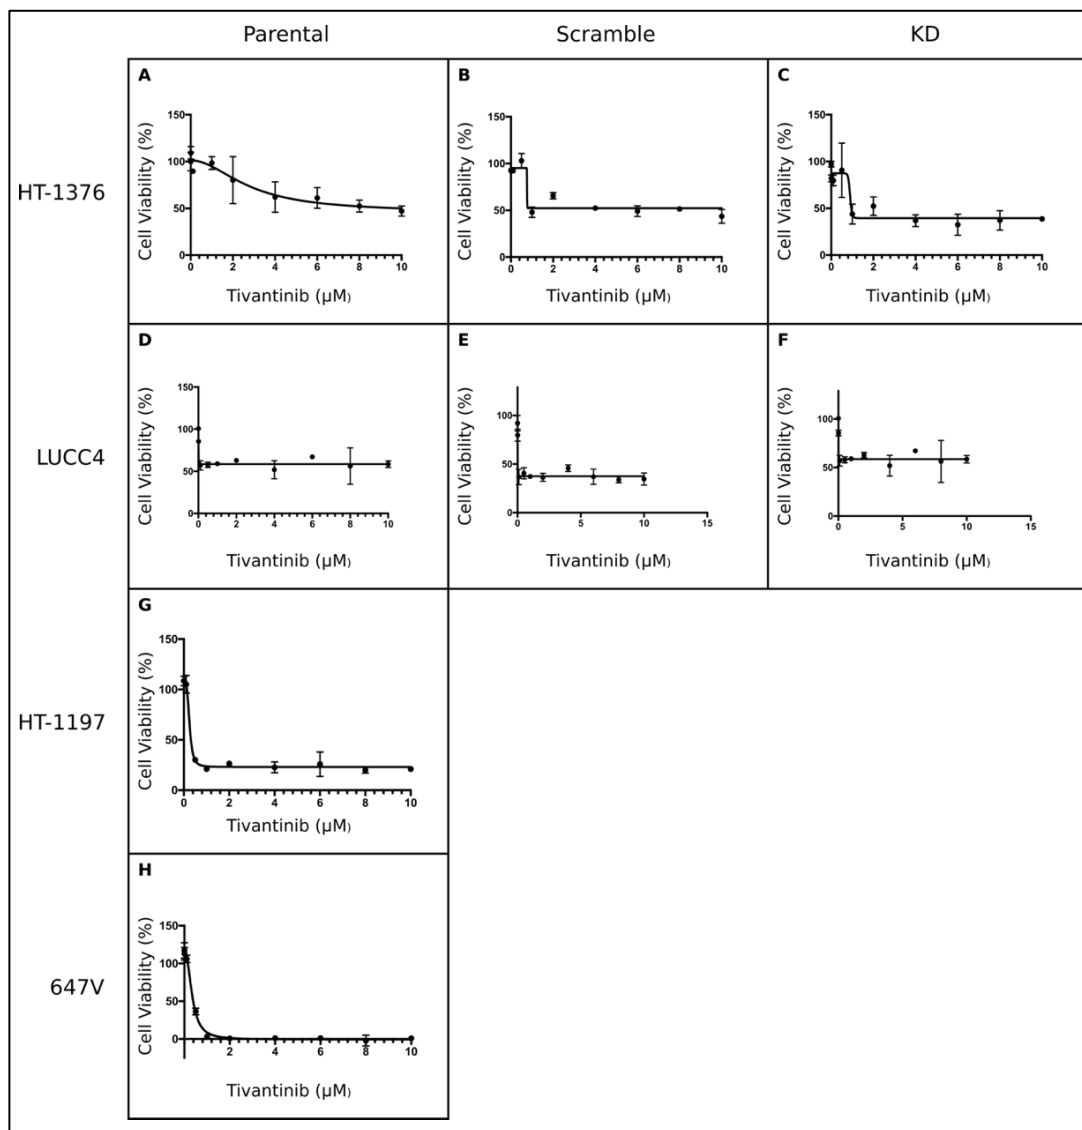 Parental Scramble KD
HT-1376
A
Cell Viability (%)
150
100
50
0
0 2 4 6 8 10
Tivantinib (µM)
B
Cell Viability (%)
150
100
50
0
0 2 4 6 8 10
Tivantinib (µM)
C
Cell Viability (%)
150
100
50
0
0 2 4 6 8 10
Tivantinib (µM)
LUCC4
D
Cell Viability (%)
150
100
50
0
0 2 4 6 8 10
Tivantinib (µM)
E
Cell Viability (%)
100
50
0
0 5 10 15
Tivantinib (µM)
F
Cell Viability (%)
100
50
0
0 5 10 15
Tivantinib (µM)
HT-1197
G
Cell Viability (%)
150
100
50
0
0 2 4 6 8 10
Tivantinib (µM)
647V
H
Cell Viability (%)
150
100
50
0
2 4 6 8 10
Tivantinib (µM)